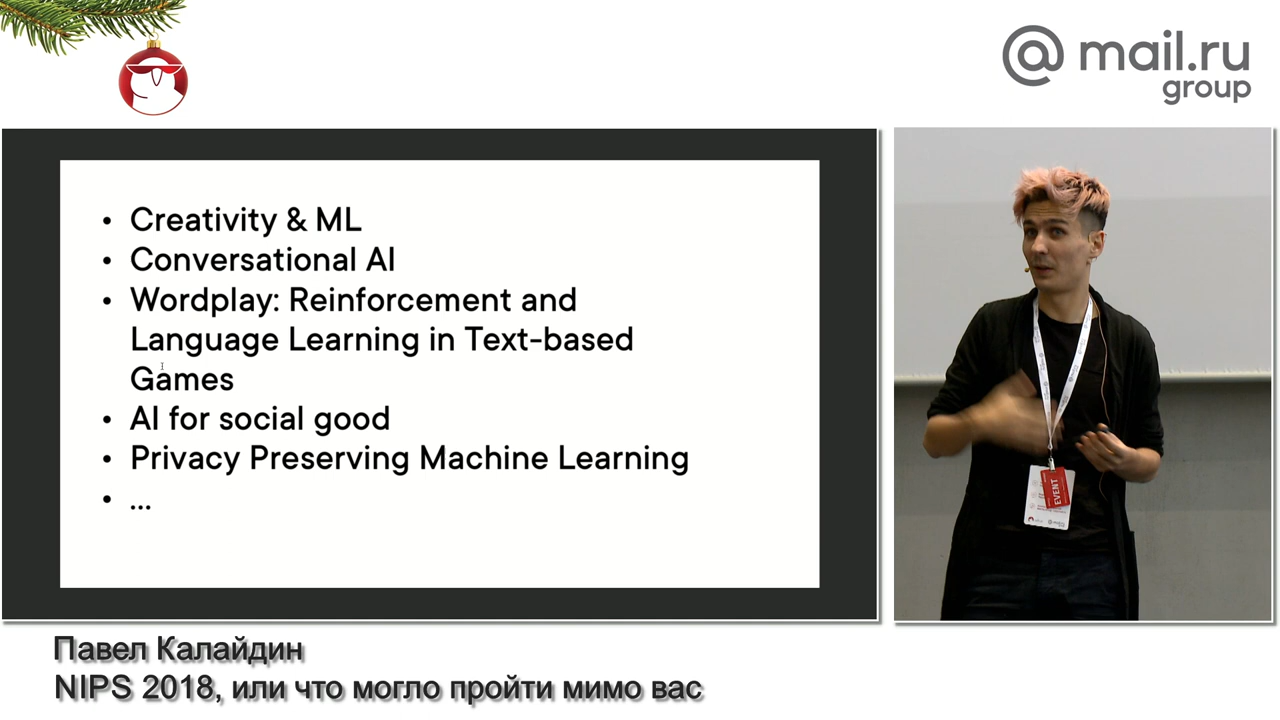 @ mail.ru
group
• Creativity & ML
• Conversational AI
• Wordplay: Reinforcement and
Language Learning in Text-based
Games
• AI for social good
• Privacy Preserving Machine Learning
• ...
EVENT
Павел Калайдин
NIPS 2018, или что могло пройти мимо вас